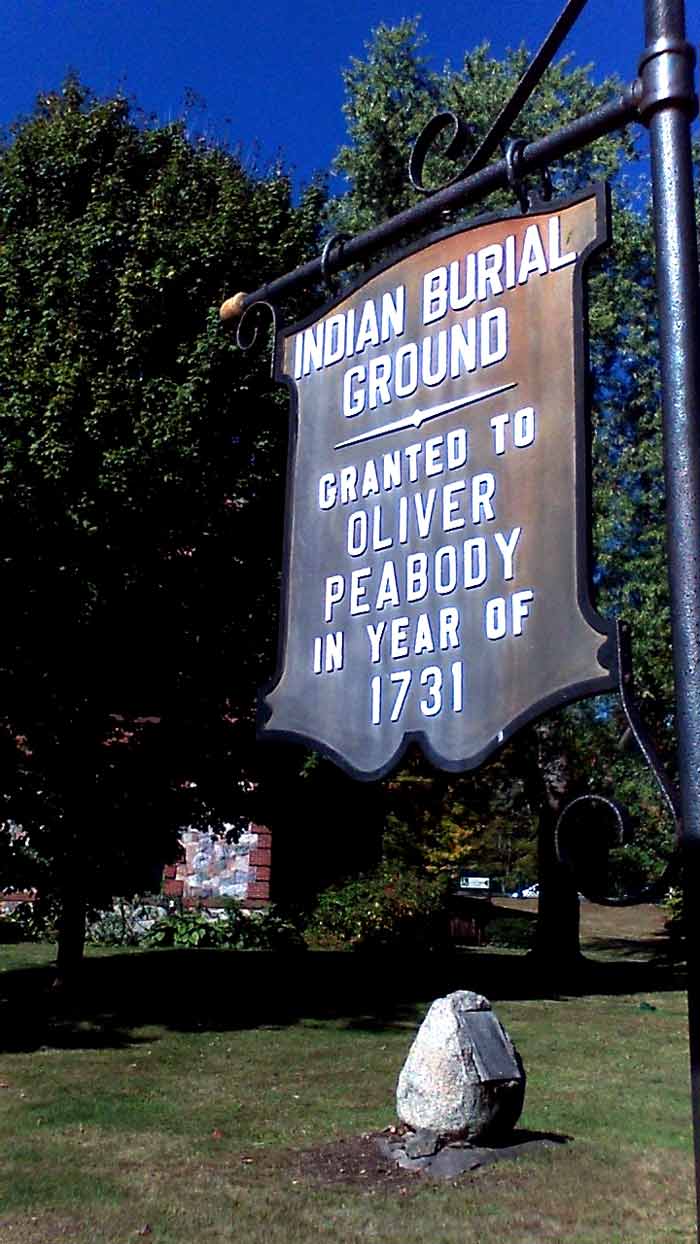 INDIAN BURIAL
GROUND
GRANTED TO
OLIVER
PEABODY
IN YEAR OF
1731